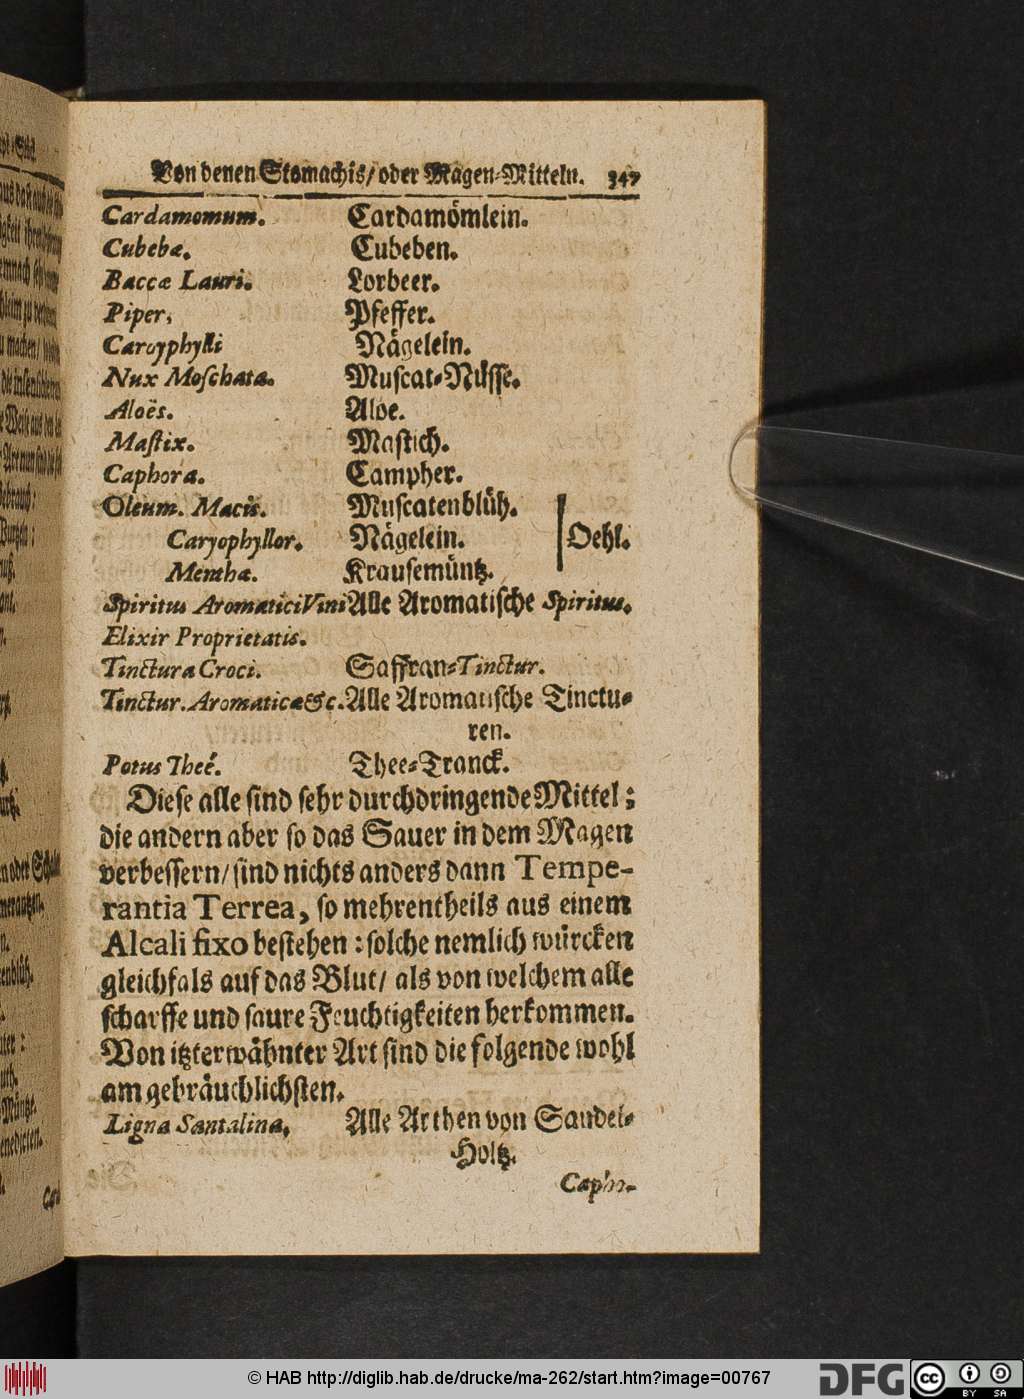 Von denen Stomachis/ oder Magen-Mitteln. 347
Cardamomum. Cardamömlein.
Cubebæ. Cubeben.
Baccæ Lauri. Lorbeer.
Piper. Pfeffer.
Caryophylli Nägelein.
Nux Moschata. Muscat-Nüsse.
Aloës. Aloe.
Mastix. Mastich.
Caphora. Campher.
Oleum. Macis. Muscatenblüh.
Caryophyllor. Nägelein. Oehl.
Menthæ. Krausemüntz.
Spiritus Aromatici Vini Alle Aromatische Spiritus.
Elixir Proprietatis.
Tinctura Croci. Saffran-Tinctur.
Tinctur. Aromaticæ &c. Alle Aromatische Tinctu-
ren.
Potus Theé. Thee-Tranck.
Diese alle sind sehr durchdringende Mittel;
die andern aber so das Sauer in dem Magen
verbessern/ sind nichts anders dann Tempe-
rantia Terrea, so mehrentheils aus einem
Alcali fixo bestehen: solche nemlich würcken
gleichfals auf das Blut/ als von welchem alle
scharffe und saure Feuchtigkeiten herkommen.
Von itzterwähnter Art sind die folgende wohl
am gebräuchlichsten.
Ligna Santalina. Alle Arthen von Sandel-
Holtz.
© HAB http://diglib.hab.de/drucke/ma-262/start.htm?image=00767
DFG
cc
BY SA